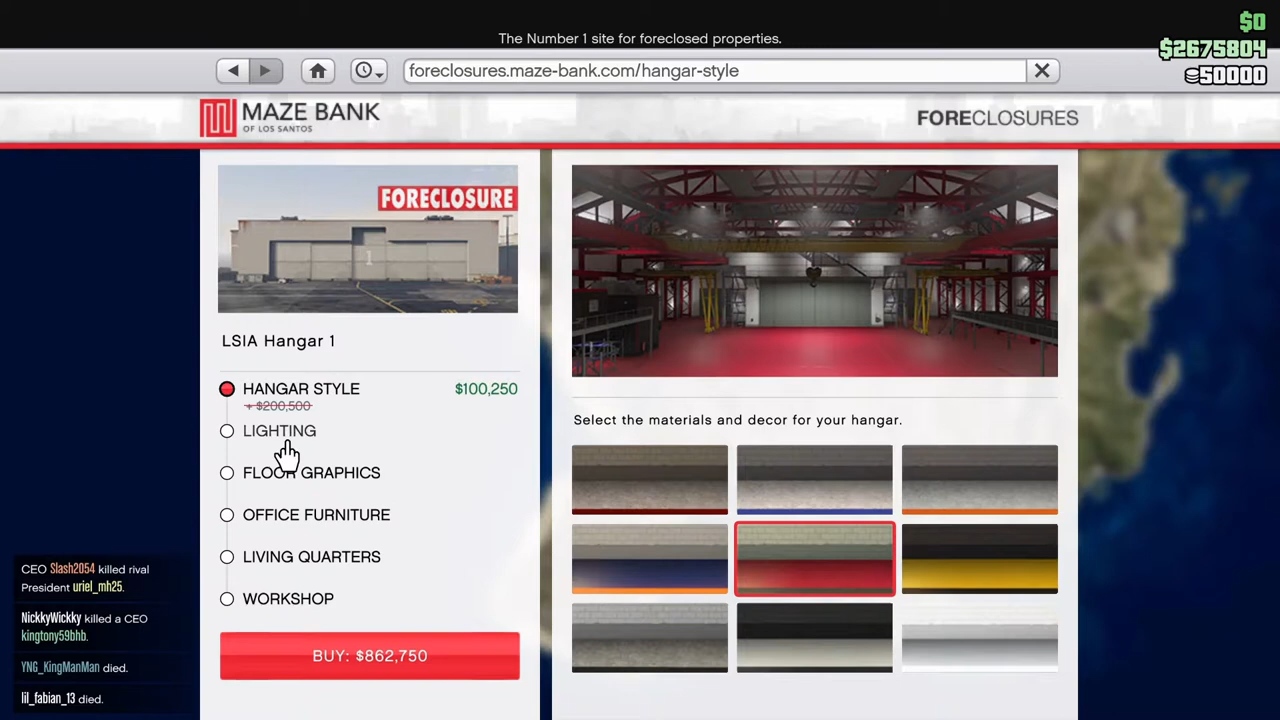 The Number 1 site for foreclosed properties.
$0
$2675804
50000
foreclosures.maze-bank.com/hangar-style
MAZE BANK
OF LOS SANTOS
FORECLOSURES
FORECLOSURE
1
LSIA Hangar 1
HANGAR STYLE $100,250
+ $200,500
LIGHTING
FLOOR GRAPHICS
OFFICE FURNITURE
LIVING QUARTERS
WORKSHOP
BUY: $862,750
Select the materials and decor for your hangar.
CEO Slash2054 killed rival
President uriel_mh25.
NickkyWickky killed a CEO
kingtony59bhb.
YNG_KingManMan died.
lil_fabian_13 died.